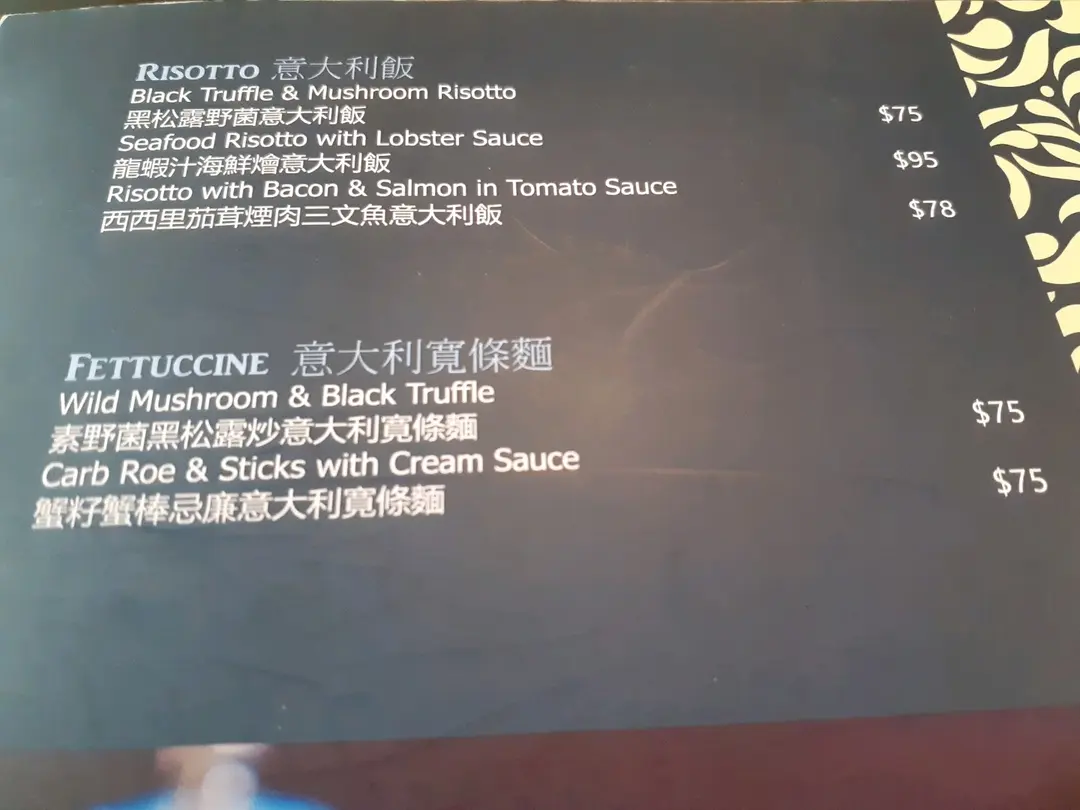 RISOTTO 意大利飯
Black Truffle & Mushroom Risotto
黑松露野菌意大利飯 $75
Seafood Risotto with Lobster Sauce
龍蝦汁海鮮燴意大利飯 $95
Risotto with Bacon & Salmon in Tomato Sauce
西西里茄茸煙肉三文魚意大利飯 $78
FETTUCCINE 意大利寬條麵
Wild Mushroom & Black Truffle $75
素野菌黑松露炒意大利寬條麵
Carb Roe & Sticks with Cream Sauce $75
蟹籽蟹棒忌廉意大利寬條麵